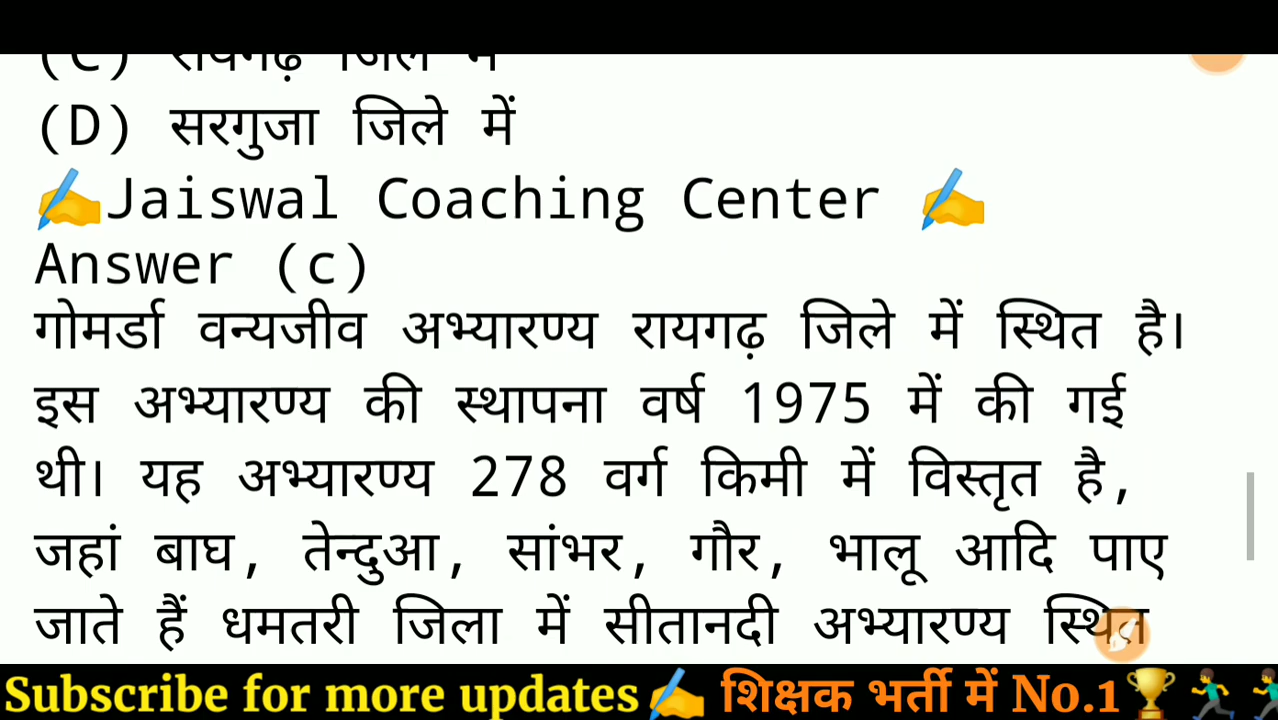 (C) रायगढ़ जिले में
(D) सरगुजा जिले में
✍Jaiswal Coaching Center ✍
Answer (c)
गोमर्डा वन्यजीव अभ्यारण्य रायगढ़ जिले में स्थित है।
इस अभ्यारण्य की स्थापना वर्ष 1975 में की गई
थी। यह अभ्यारण्य 278 वर्ग किमी में विस्तृत है,
जहां बाघ, तेन्दुआ, सांभर, गौर, भालू आदि पाए
जाते हैं धमतरी जिला में सीतानदी अभ्यारण्य स्थित
Subscribe for more updates✍ शिक्षक भर्ती में No.1🏆🏃🏃